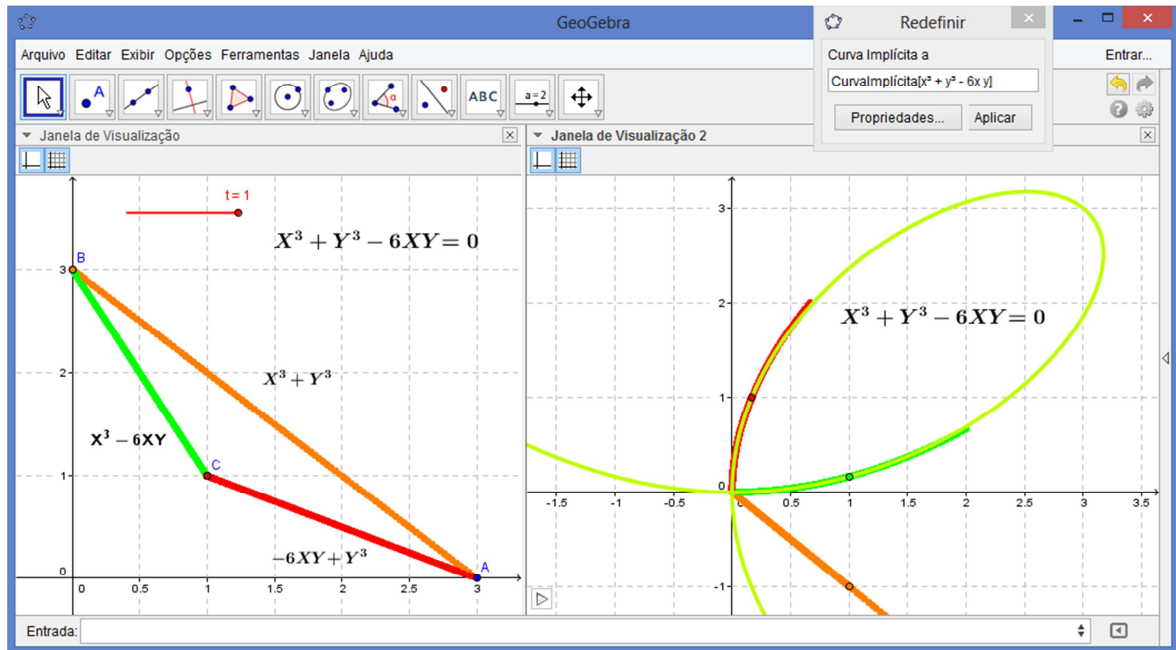 GeoGebra
Redefinir
Arquivo Editar Exibir Opções Ferramentas Janela Ajuda
Entrar...
Curva Implícita a
CurvaImplícita[x³ + y³ - 6x y]
Propriedades...
Aplicar
A
α
ABC
a=2
Janela de Visualização
Janela de Visualização 2
t = 1
X³ + Y³ − 6XY = 0
B
3
X³ + Y³
2
X³ − 6XY
C
1
−6XY + Y³
A
0
0 0.5 1 1.5 2 2.5 3
3
2
X³ + Y³ − 6XY = 0
1
0
-1.5 -1 -0.5 0 0.5 1 1.5 2 2.5 3 3.5
-1
Entrada: